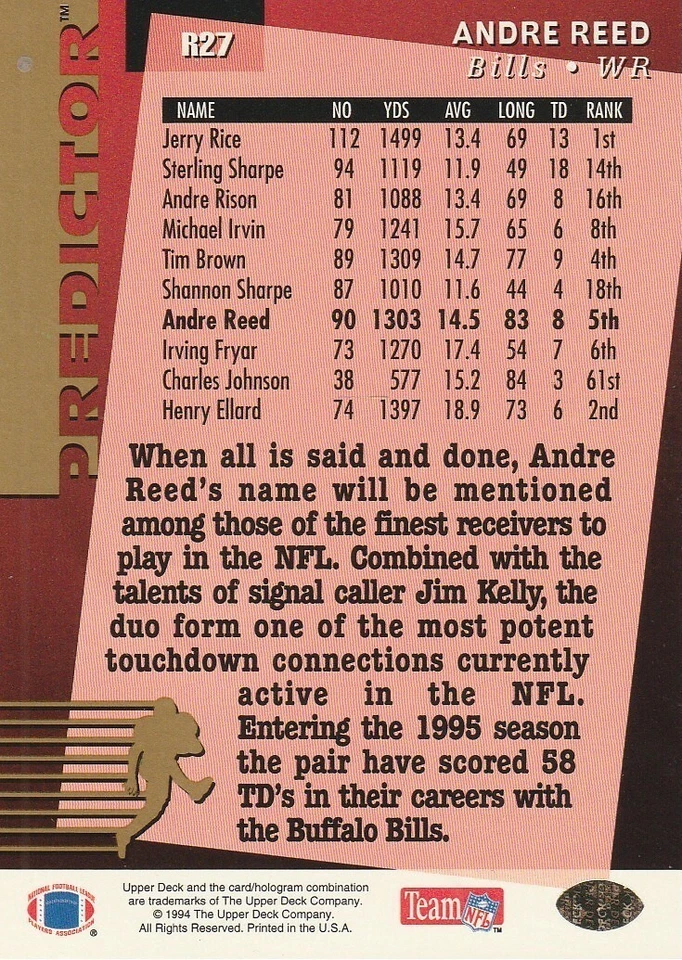 PREDICTOR™
R27
ANDRE REED
Bills • WR
NAME NO YDS AVG LONG TD RANK
Jerry Rice 112 1499 13.4 69 13 1st
Sterling Sharpe 94 1119 11.9 49 18 14th
Andre Rison 81 1088 13.4 69 8 16th
Michael Irvin 79 1241 15.7 65 6 8th
Tim Brown 89 1309 14.7 77 9 4th
Shannon Sharpe 87 1010 11.6 44 4 18th
Andre Reed 90 1303 14.5 83 8 5th
Irving Fryar 73 1270 17.4 54 7 6th
Charles Johnson 38 577 15.2 84 3 61st
Henry Ellard 74 1397 18.9 73 6 2nd
When all is said and done, Andre
Reed's name will be mentioned
among those of the finest receivers to
play in the NFL. Combined with the
talents of signal caller Jim Kelly, the
duo form one of the most potent
touchdown connections currently
active in the NFL.
Entering the 1995 season
the pair have scored 58
TD's in their careers with
the Buffalo Bills.
NATIONAL FOOTBALL LEAGUE
PLAYERS ASSOCIATION ®
Upper Deck and the card/hologram combination
are trademarks of The Upper Deck Company.
© 1994 The Upper Deck Company.
All Rights Reserved. Printed in the U.S.A.
Team NFL ™